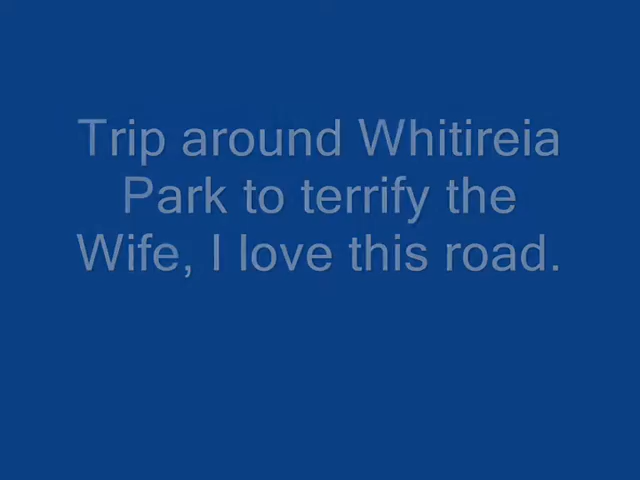 Trip around Whitireia
Park to terrify the
Wife, I love this road.